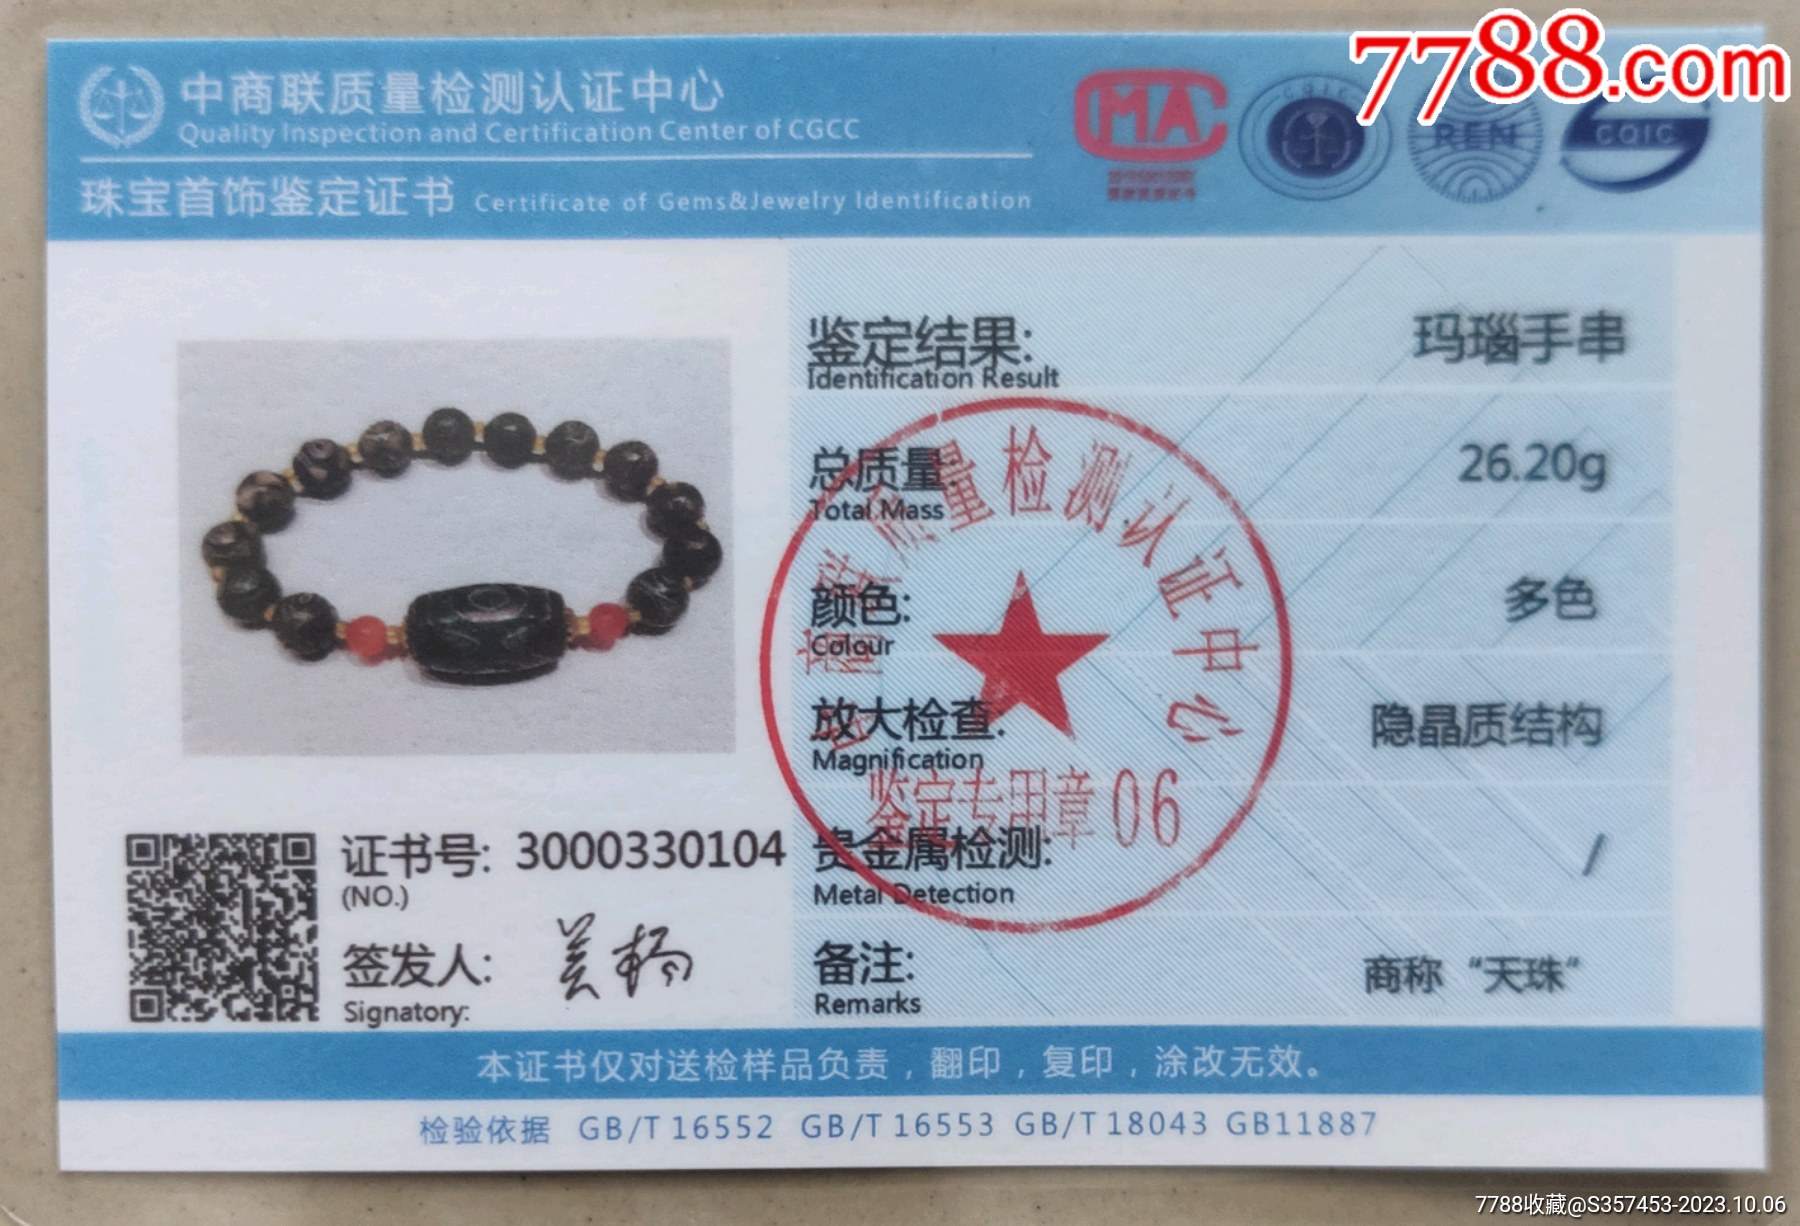 7788.com
中商联质量检测认证中心
Quality Inspection and Certification Center of CGCC
珠宝首饰鉴定证书 Certificate of Gems&Jewelry Identification
CMA
CQIC
REN
CQIC
鉴定结果: 玛瑙手串
Identification Result
总质量: 26.20g
Total Mass
颜色: 多色
Colour
放大检查: 隐晶质结构
Magnification
贵金属检测: /
Metal Detection
备注: 商称“天珠”
Remarks
质量检测认证中心
鉴定专用章06
证书号: 3000330104
(NO.)
签发人:
Signatory:
本证书仅对送检样品负责，翻印，复印，涂改无效。
检验依据 GB/T 16552 GB/T 16553 GB/T 18043 GB11887
7788收藏@S357453-2023.10.06